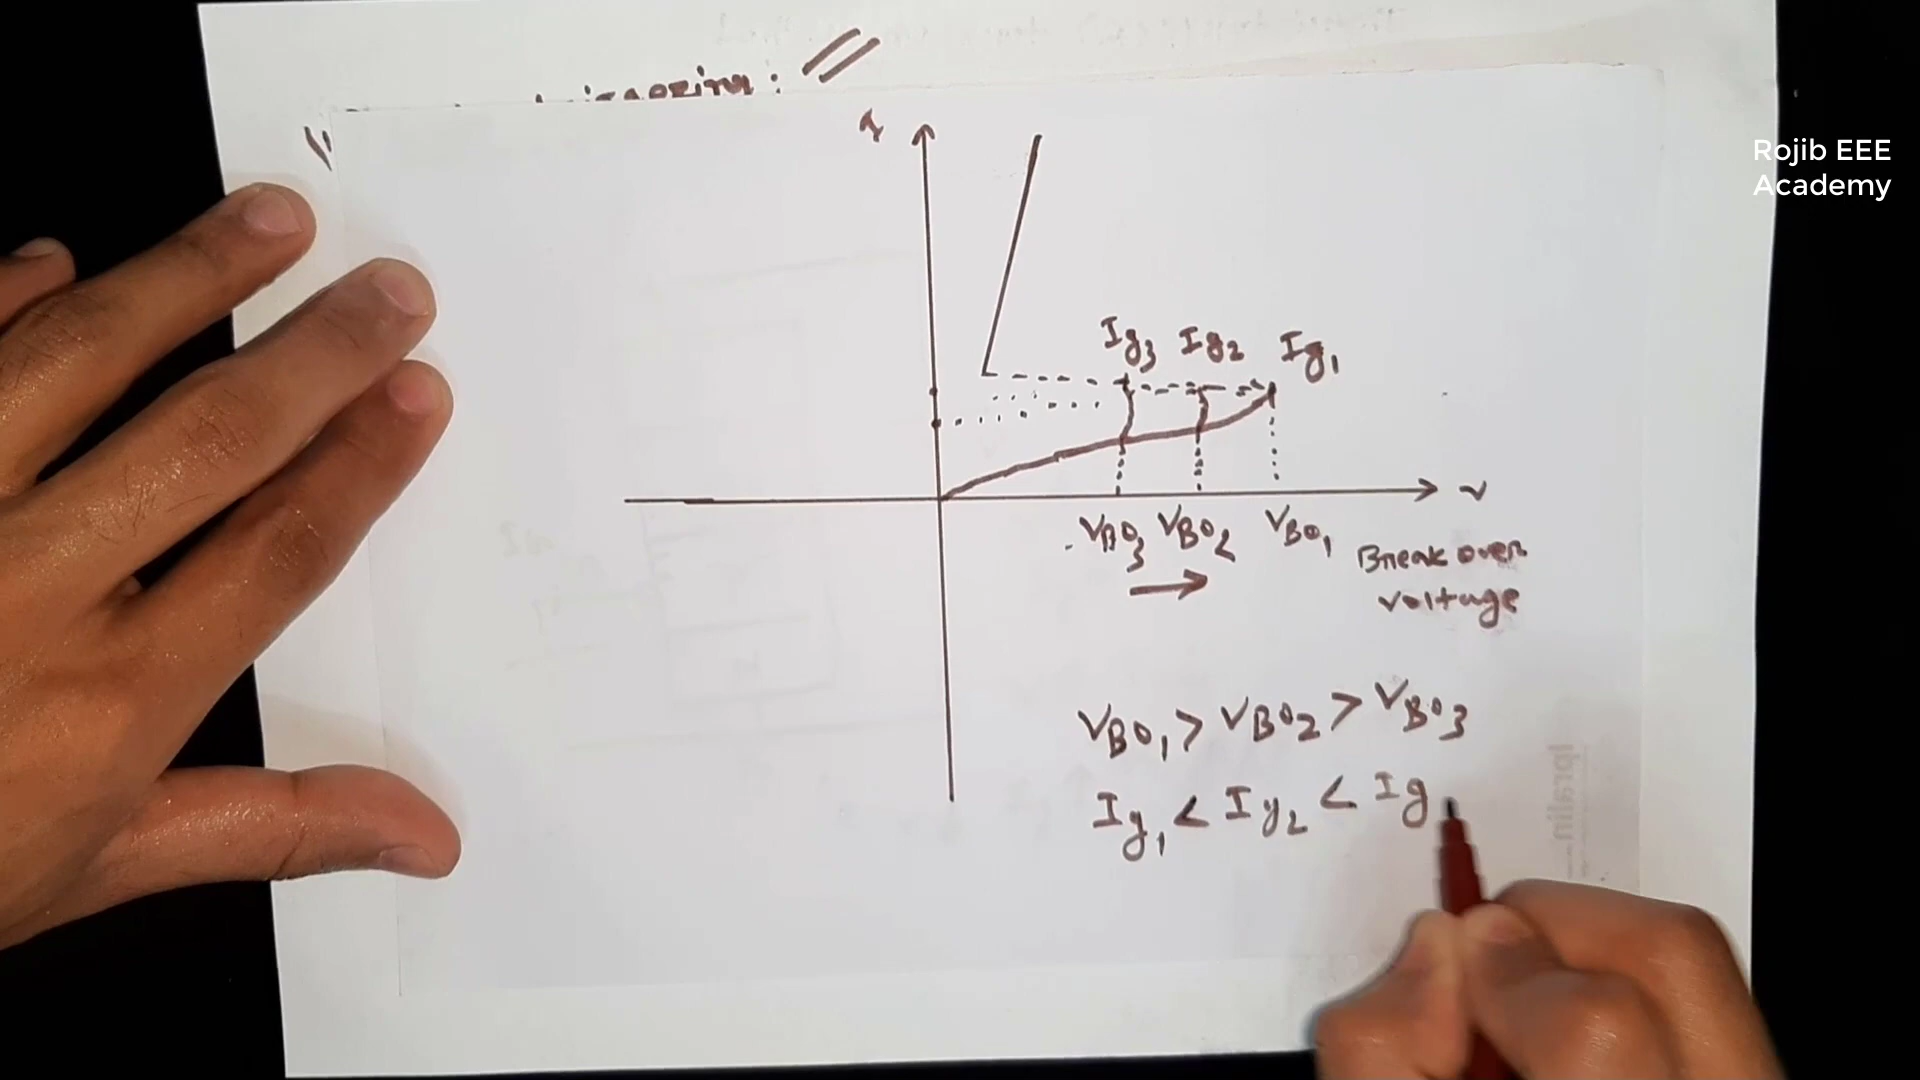 Rojib EEE
Academy
I
Ig3 Ig2 Ig1
V
VBO3 VBO2 VBO1
Break over
voltage
VBO1 > VBO2 > VBO3
Ig1 < Ig2 < Ig